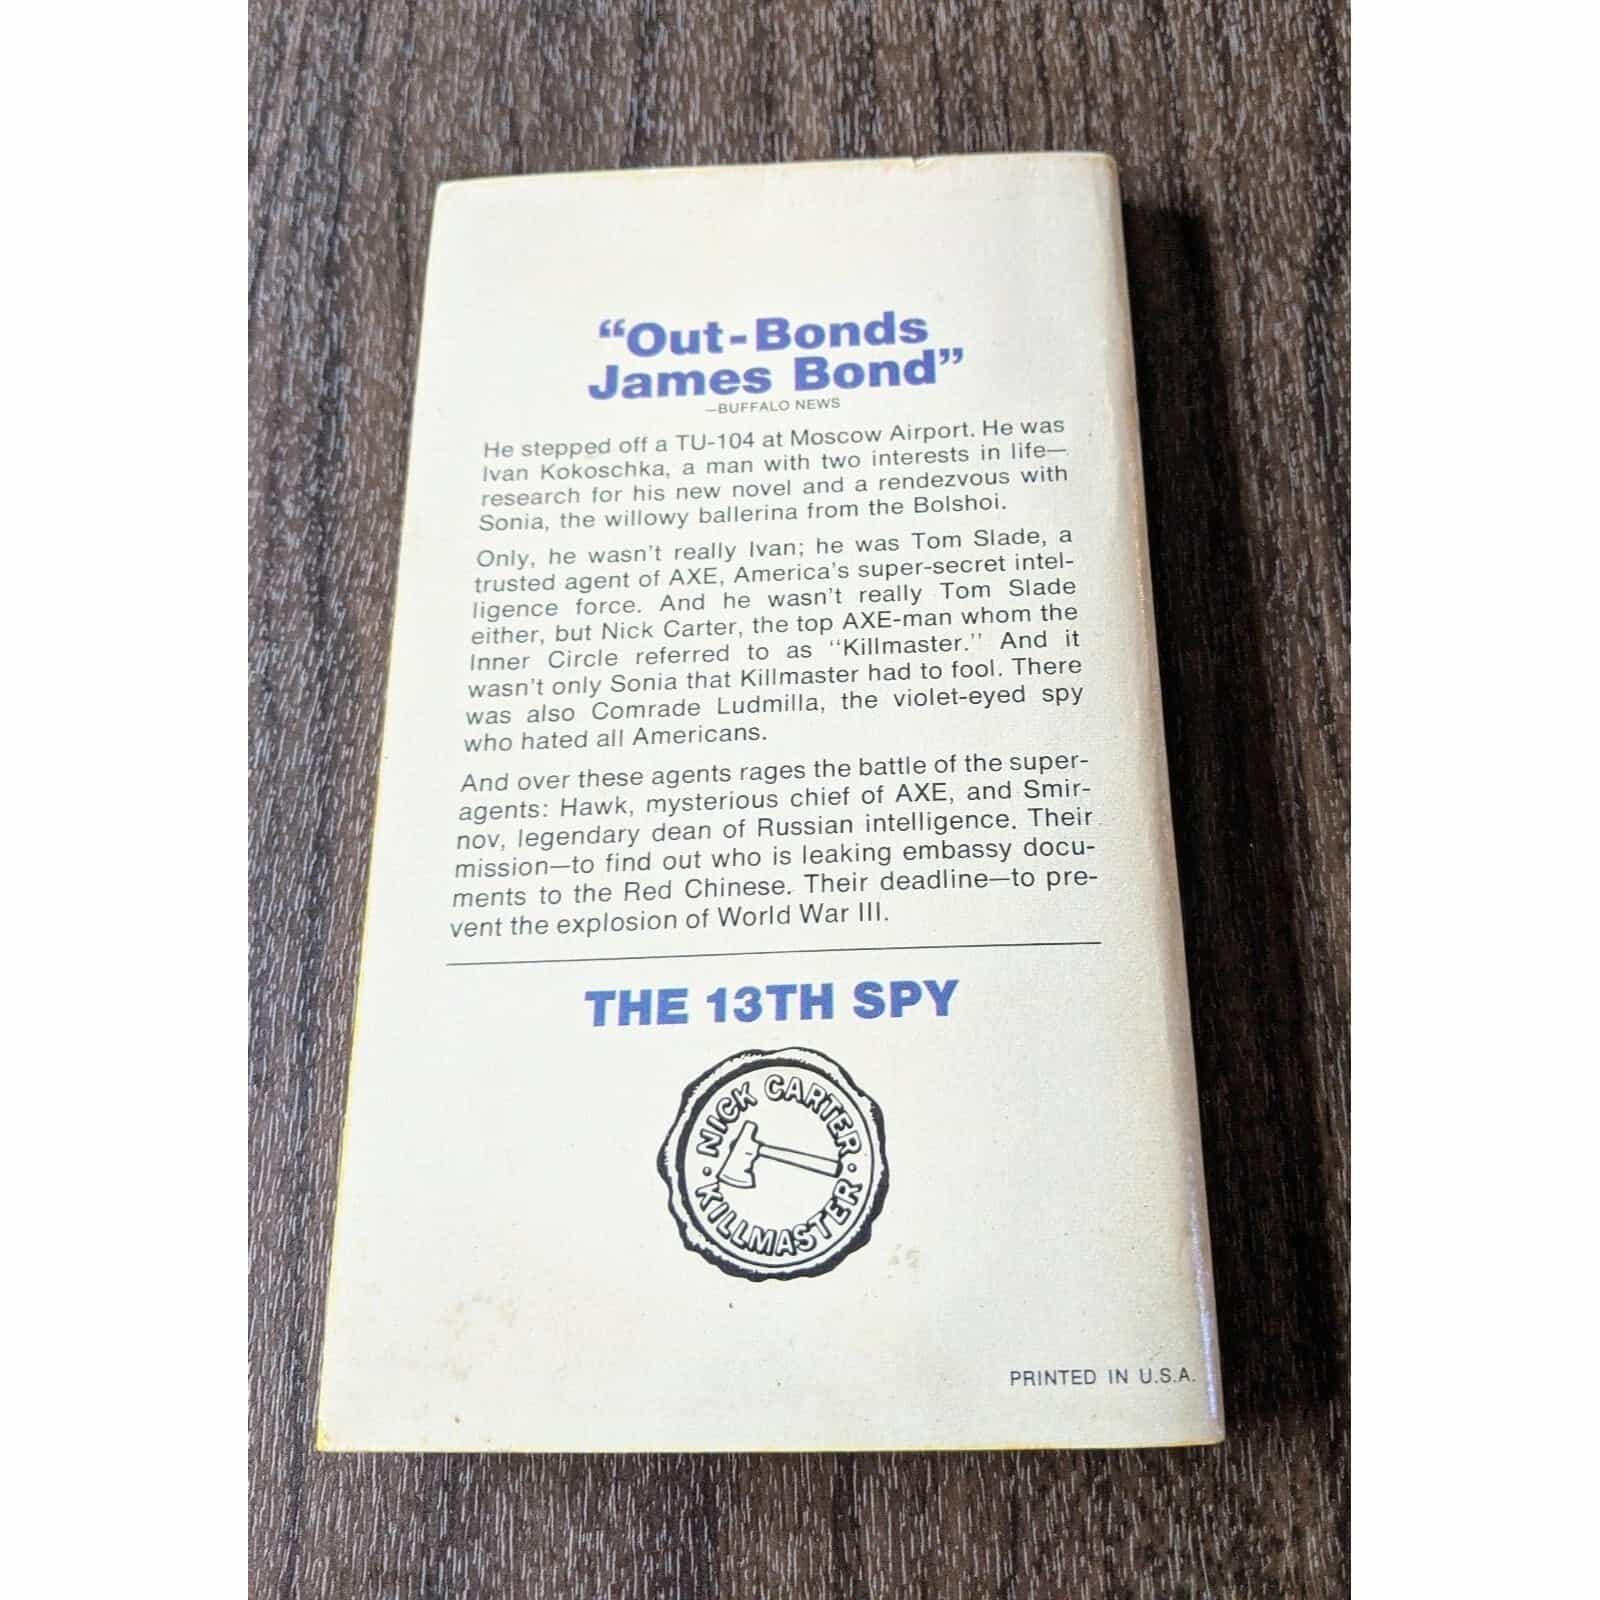 “Out-Bonds
James Bond”
—BUFFALO NEWS
He stepped off a TU-104 at Moscow Airport. He was
Ivan Kokoschka, a man with two interests in life—
research for his new novel and a rendezvous with
Sonia, the willowy ballerina from the Bolshoi.
Only, he wasn't really Ivan; he was Tom Slade, a
trusted agent of AXE, America's super-secret intel-
ligence force. And he wasn't really Tom Slade
either, but Nick Carter, the top AXE-man whom the
Inner Circle referred to as "Killmaster." And it
wasn't only Sonia that Killmaster had to fool. There
was also Comrade Ludmilla, the violet-eyed spy
who hated all Americans.
And over these agents rages the battle of the super-
agents: Hawk, mysterious chief of AXE, and Smir-
nov, legendary dean of Russian intelligence. Their
mission—to find out who is leaking embassy docu-
ments to the Red Chinese. Their deadline—to pre-
vent the explosion of World War III.
THE 13TH SPY
NICK CARTER
KILLMASTER
PRINTED IN U.S.A.